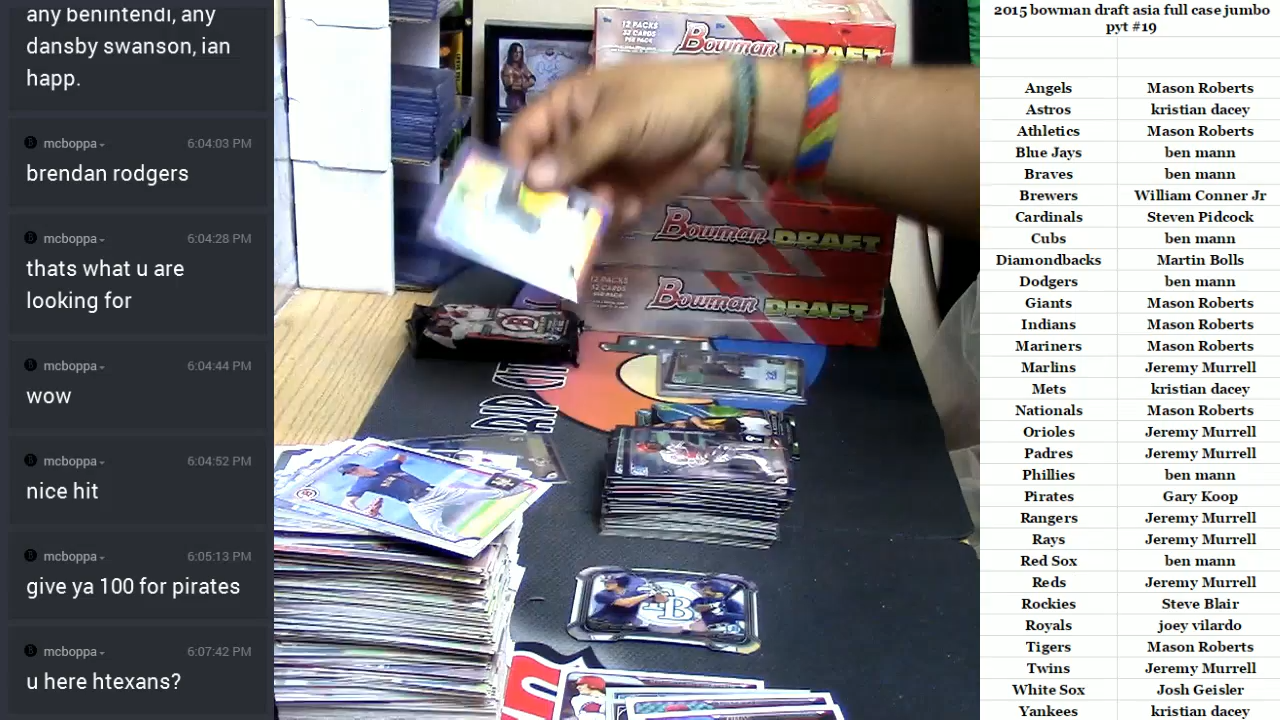 any benintendi, any
dansby swanson, ian
happ.
mcboppa 6:04:03 PM
brendan rodgers
mcboppa 6:04:28 PM
thats what u are
looking for
mcboppa 6:04:44 PM
wow
mcboppa 6:04:52 PM
nice hit
mcboppa 6:05:13 PM
give ya 100 for pirates
mcboppa 6:07:42 PM
u here htexans?
12 PACKS
32 CARDS
PER PACK
Bowman DRAFT
Bowman DRAFT
12 PACKS
32 CARDS
Bowman DRAFT
RIP CITY
B
2015 bowman draft asia full case jumbo
pyt #19
Angels Mason Roberts
Astros kristian dacey
Athletics Mason Roberts
Blue Jays ben mann
Braves ben mann
Brewers William Conner Jr
Cardinals Steven Pidcock
Cubs ben mann
Diamondbacks Martin Bolls
Dodgers ben mann
Giants Mason Roberts
Indians Mason Roberts
Mariners Mason Roberts
Marlins Jeremy Murrell
Mets kristian dacey
Nationals Mason Roberts
Orioles Jeremy Murrell
Padres Jeremy Murrell
Phillies ben mann
Pirates Gary Koop
Rangers Jeremy Murrell
Rays Jeremy Murrell
Red Sox ben mann
Reds Jeremy Murrell
Rockies Steve Blair
Royals joey vilardo
Tigers Mason Roberts
Twins Jeremy Murrell
White Sox Josh Geisler
Yankees kristian dacey